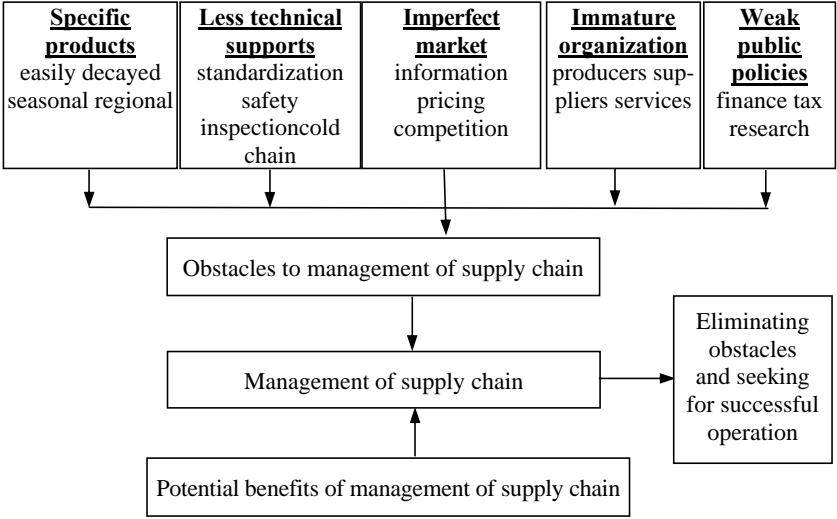 Specific
products
easily decayed
seasonal regional
Less technical
supports
standardization
safety
inspectioncold
chain
Imperfect
market
information
pricing
competition
Immature
organization
producers sup-
pliers services
Weak
public
policies
finance tax
research
Obstacles to management of supply chain
Management of supply chain
Eliminating
obstacles
and seeking
for successful
operation
Potential benefits of management of supply chain